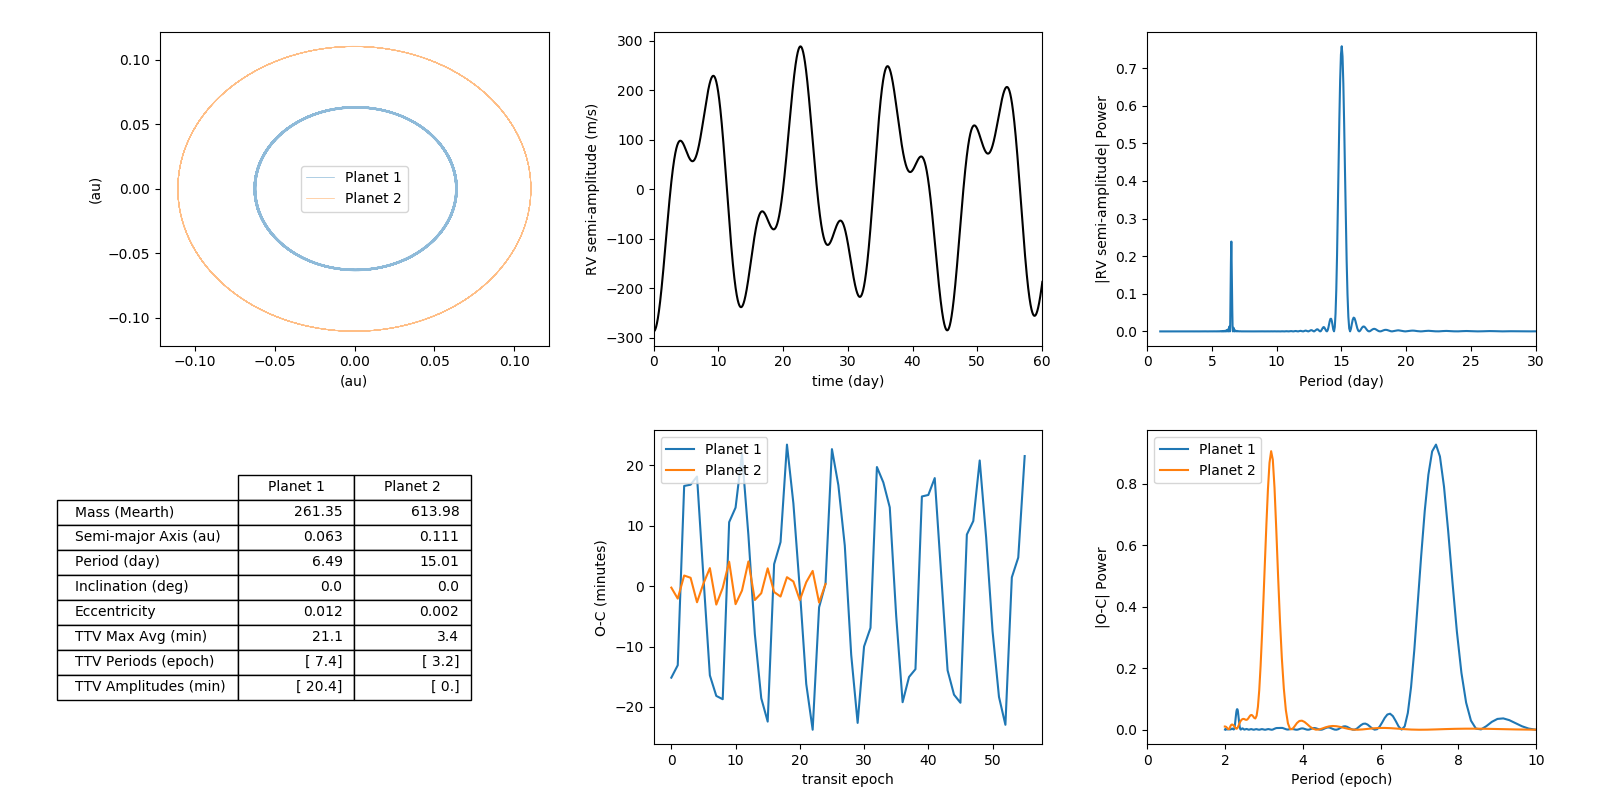 0.10
0.05
0.00
−0.05
−0.10
(au)
Planet 1
Planet 2
−0.10 −0.05 0.00 0.05 0.10
(au)
300
200
100
0
−100
−200
−300
RV semi-amplitude (m/s)
0 10 20 30 40 50 60
time (day)
0.7
0.6
0.5
0.4
0.3
0.2
0.1
0.0
|RV semi-amplitude| Power
0 5 10 15 20 25 30
Period (day)
Planet 1 Planet 2
Mass (Mearth) 261.35 613.98
Semi-major Axis (au) 0.063 0.111
Period (day) 6.49 15.01
Inclination (deg) 0.0 0.0
Eccentricity 0.012 0.002
TTV Max Avg (min) 21.1 3.4
TTV Periods (epoch) [ 7.4] [ 3.2]
TTV Amplitudes (min) [ 20.4] [ 0.]
20
10
0
−10
−20
O-C (minutes)
Planet 1
Planet 2
0 10 20 30 40 50
transit epoch
0.8
0.6
0.4
0.2
0.0
|O-C| Power
Planet 1
Planet 2
0 2 4 6 8 10
Period (epoch)